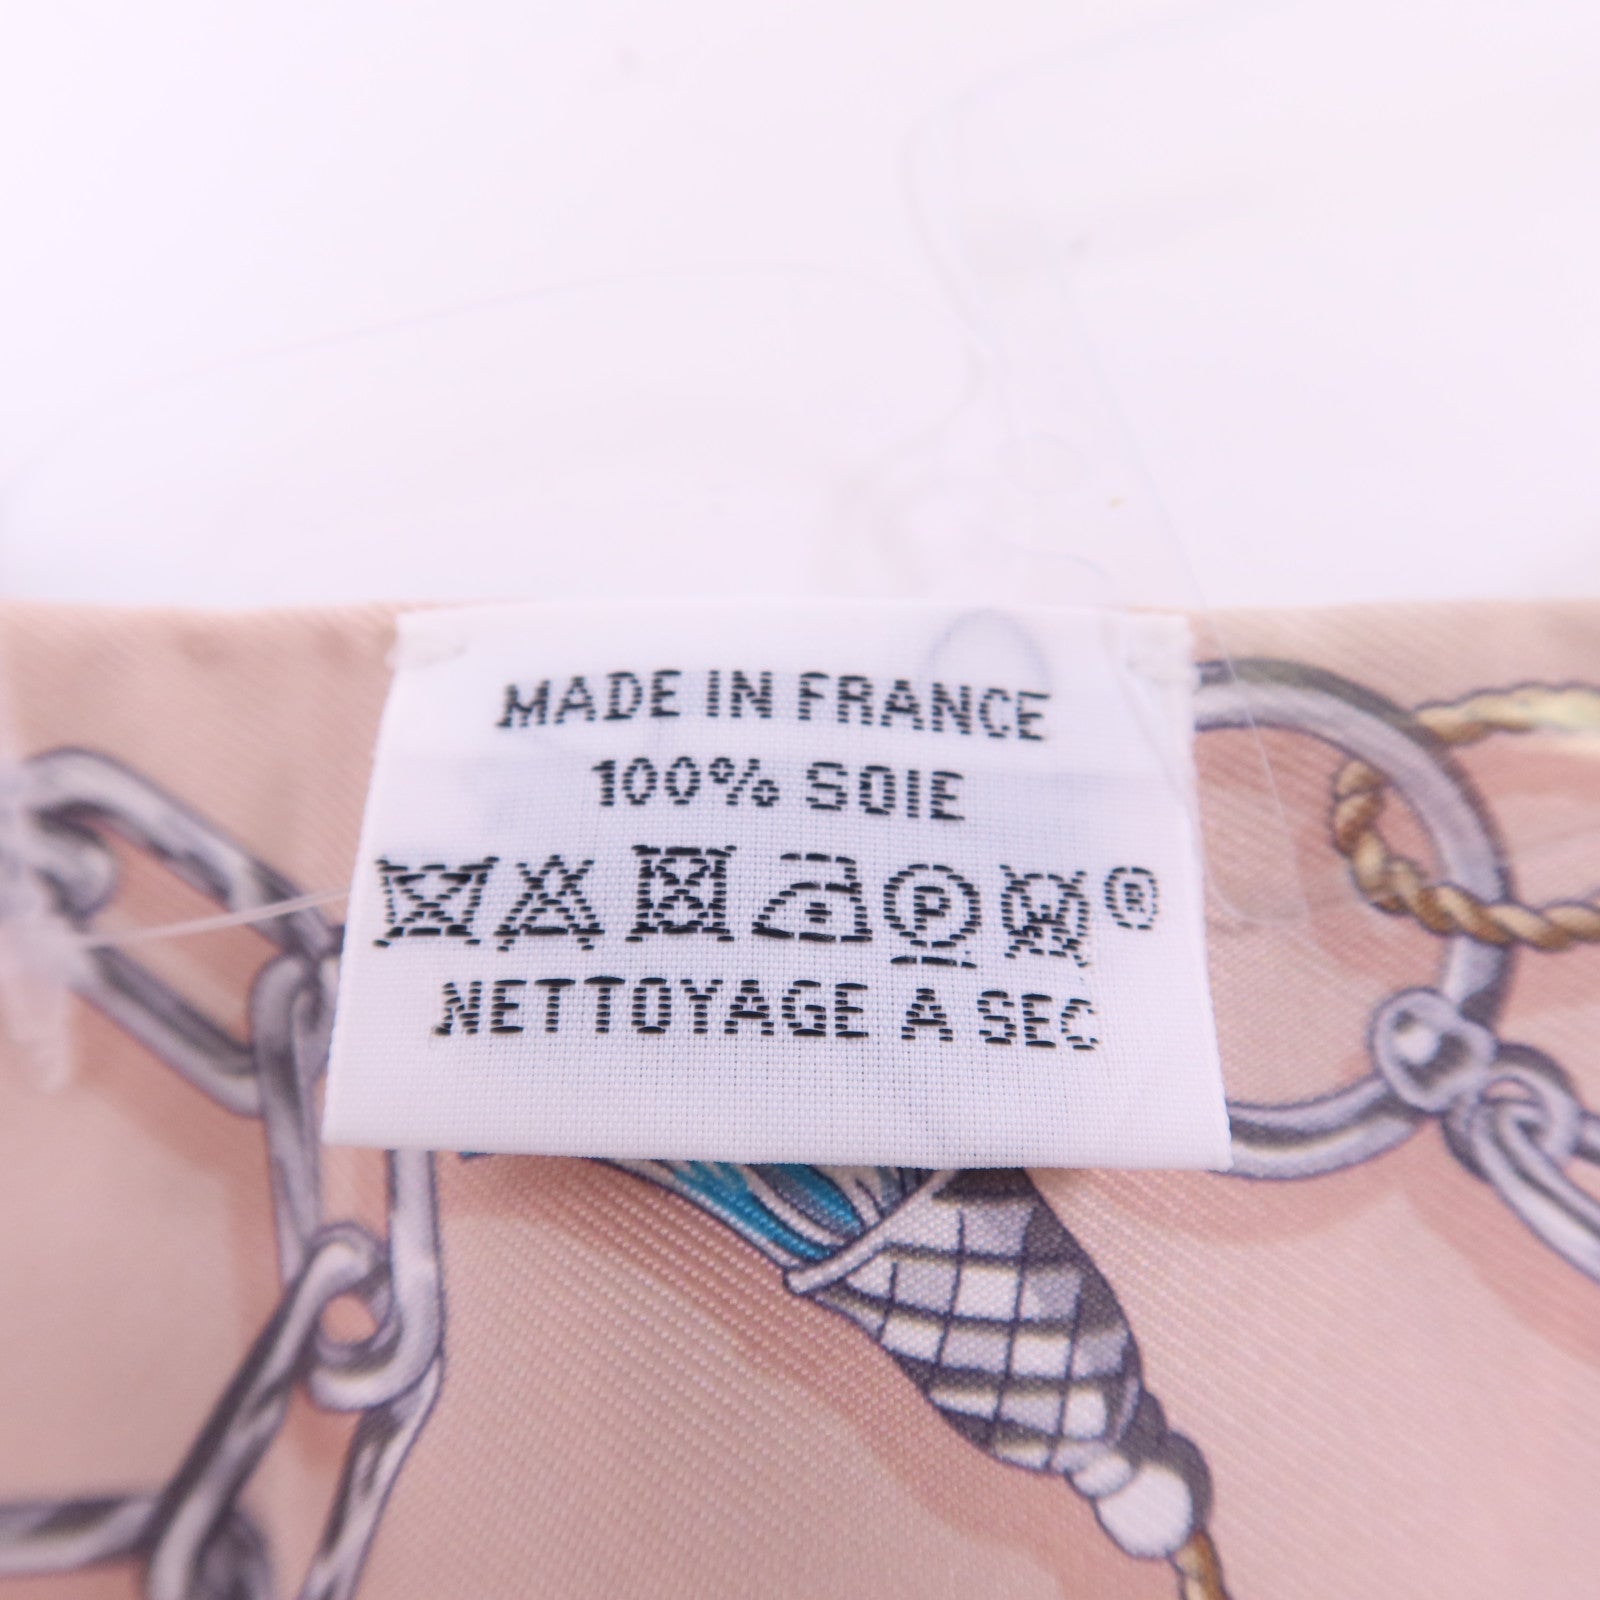 MADE IN FRANCE
100% SOIE
P W ®
NETTOYAGE A SEC